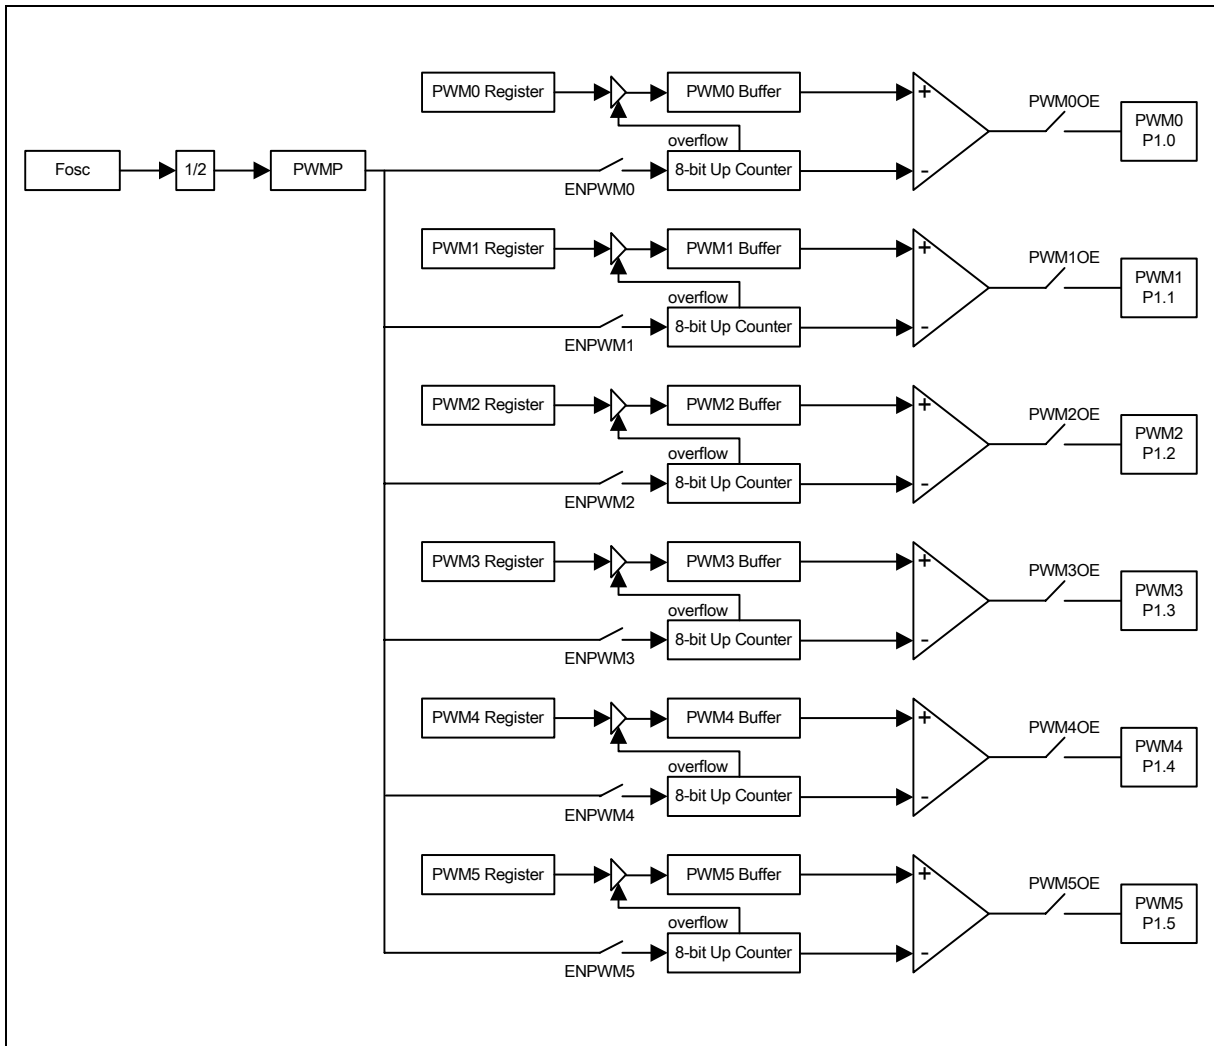 PWM0 Register
PWM0 Buffer
+
PWM0OE
PWM0
P1.0
overflow
Fosc
1/2
PWMP
ENPWM0
8-bit Up Counter
-
PWM1 Register
PWM1 Buffer
+
PWM1OE
PWM1
P1.1
overflow
ENPWM1
8-bit Up Counter
-
PWM2 Register
PWM2 Buffer
+
PWM2OE
PWM2
P1.2
overflow
ENPWM2
8-bit Up Counter
-
PWM3 Register
PWM3 Buffer
+
PWM3OE
PWM3
P1.3
overflow
ENPWM3
8-bit Up Counter
-
PWM4 Register
PWM4 Buffer
+
PWM4OE
PWM4
P1.4
overflow
ENPWM4
8-bit Up Counter
-
PWM5 Register
PWM5 Buffer
+
PWM5OE
PWM5
P1.5
overflow
ENPWM5
8-bit Up Counter
-